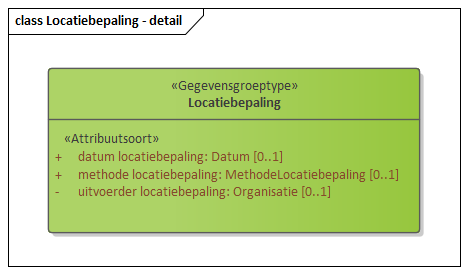 class Locatiebepaling - detail
«Gegevensgroeptype»
Locatiebepaling
«Attribuutsoort»
+ datum locatiebepaling: Datum [0..1]
+ methode locatiebepaling: MethodeLocatiebepaling [0..1]
- uitvoerder locatiebepaling: Organisatie [0..1]